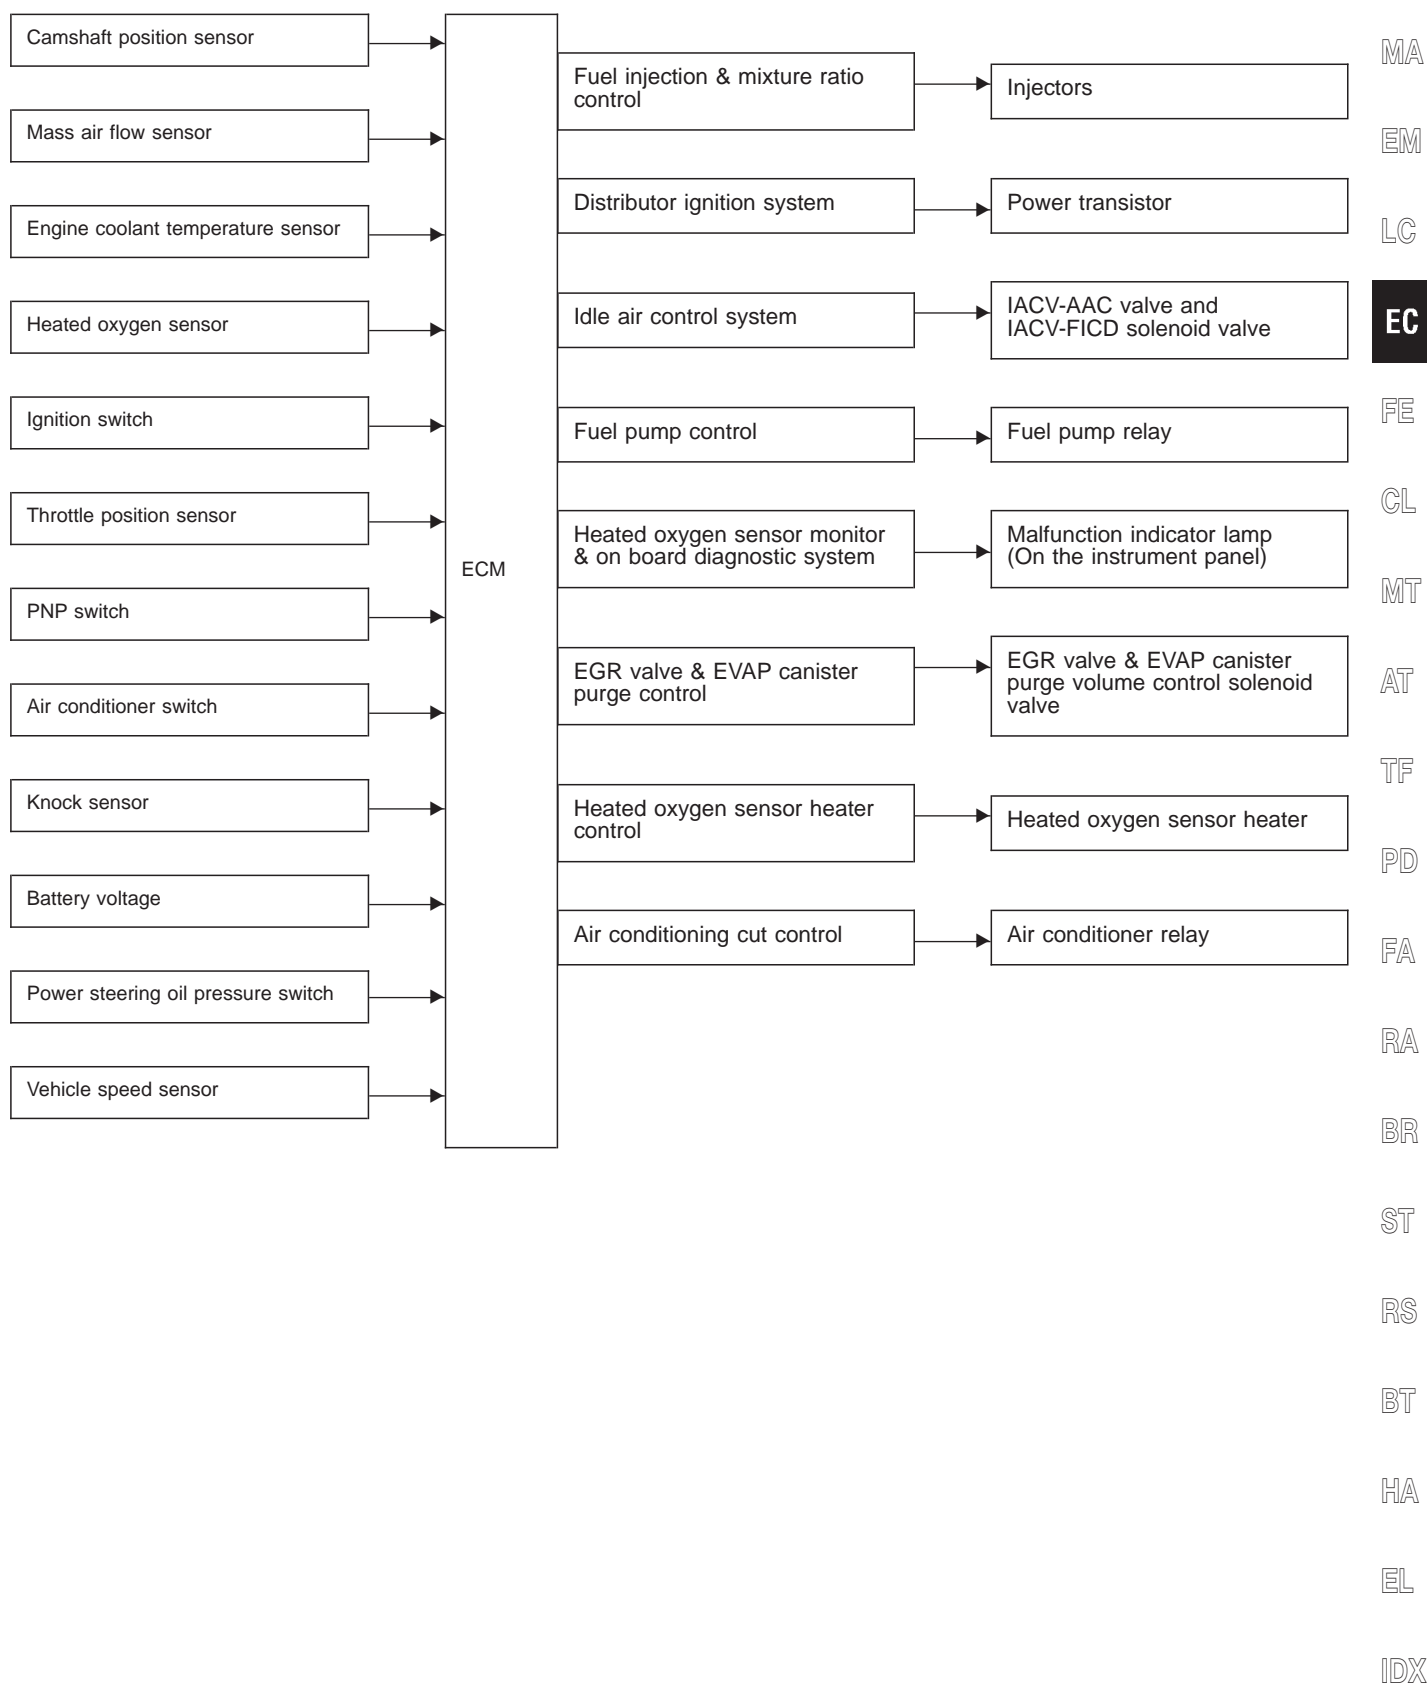 Camshaft position sensor
Mass air flow sensor
Engine coolant temperature sensor
Heated oxygen sensor
Ignition switch
Throttle position sensor
PNP switch
Air conditioner switch
Knock sensor
Battery voltage
Power steering oil pressure switch
Vehicle speed sensor
ECM
Fuel injection & mixture ratio
control
Injectors
Distributor ignition system
Power transistor
Idle air control system
IACV-AAC valve and
IACV-FICD solenoid valve
Fuel pump control
Fuel pump relay
Heated oxygen sensor monitor
& on board diagnostic system
Malfunction indicator lamp
(On the instrument panel)
EGR valve & EVAP canister
purge control
EGR valve & EVAP canister
purge volume control solenoid
valve
Heated oxygen sensor heater
control
Heated oxygen sensor heater
Air conditioning cut control
Air conditioner relay
MA
EM
LC
EC
FE
CL
MT
AT
TF
PD
FA
RA
BR
ST
RS
BT
HA
EL
IDX